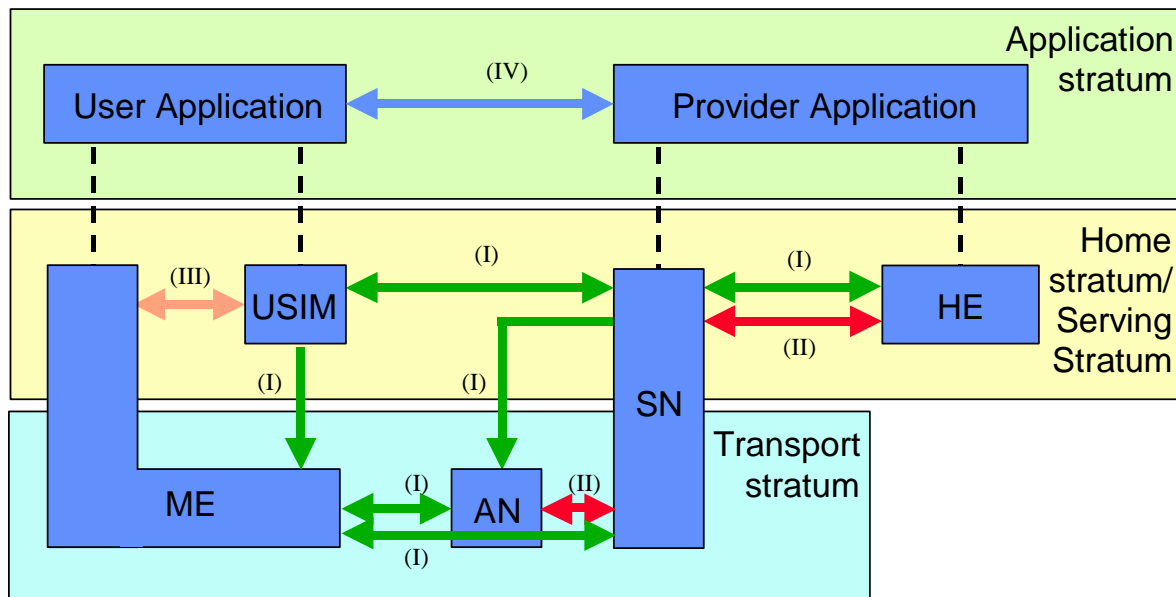 Application
stratum
(IV)
User Application
Provider Application
Home
stratum/
Serving
Stratum
(III)
USIM
(I)
(I)
HE
(II)
(I)
(I)
SN
Transport
stratum
ME
(I)
AN
(II)
(I)